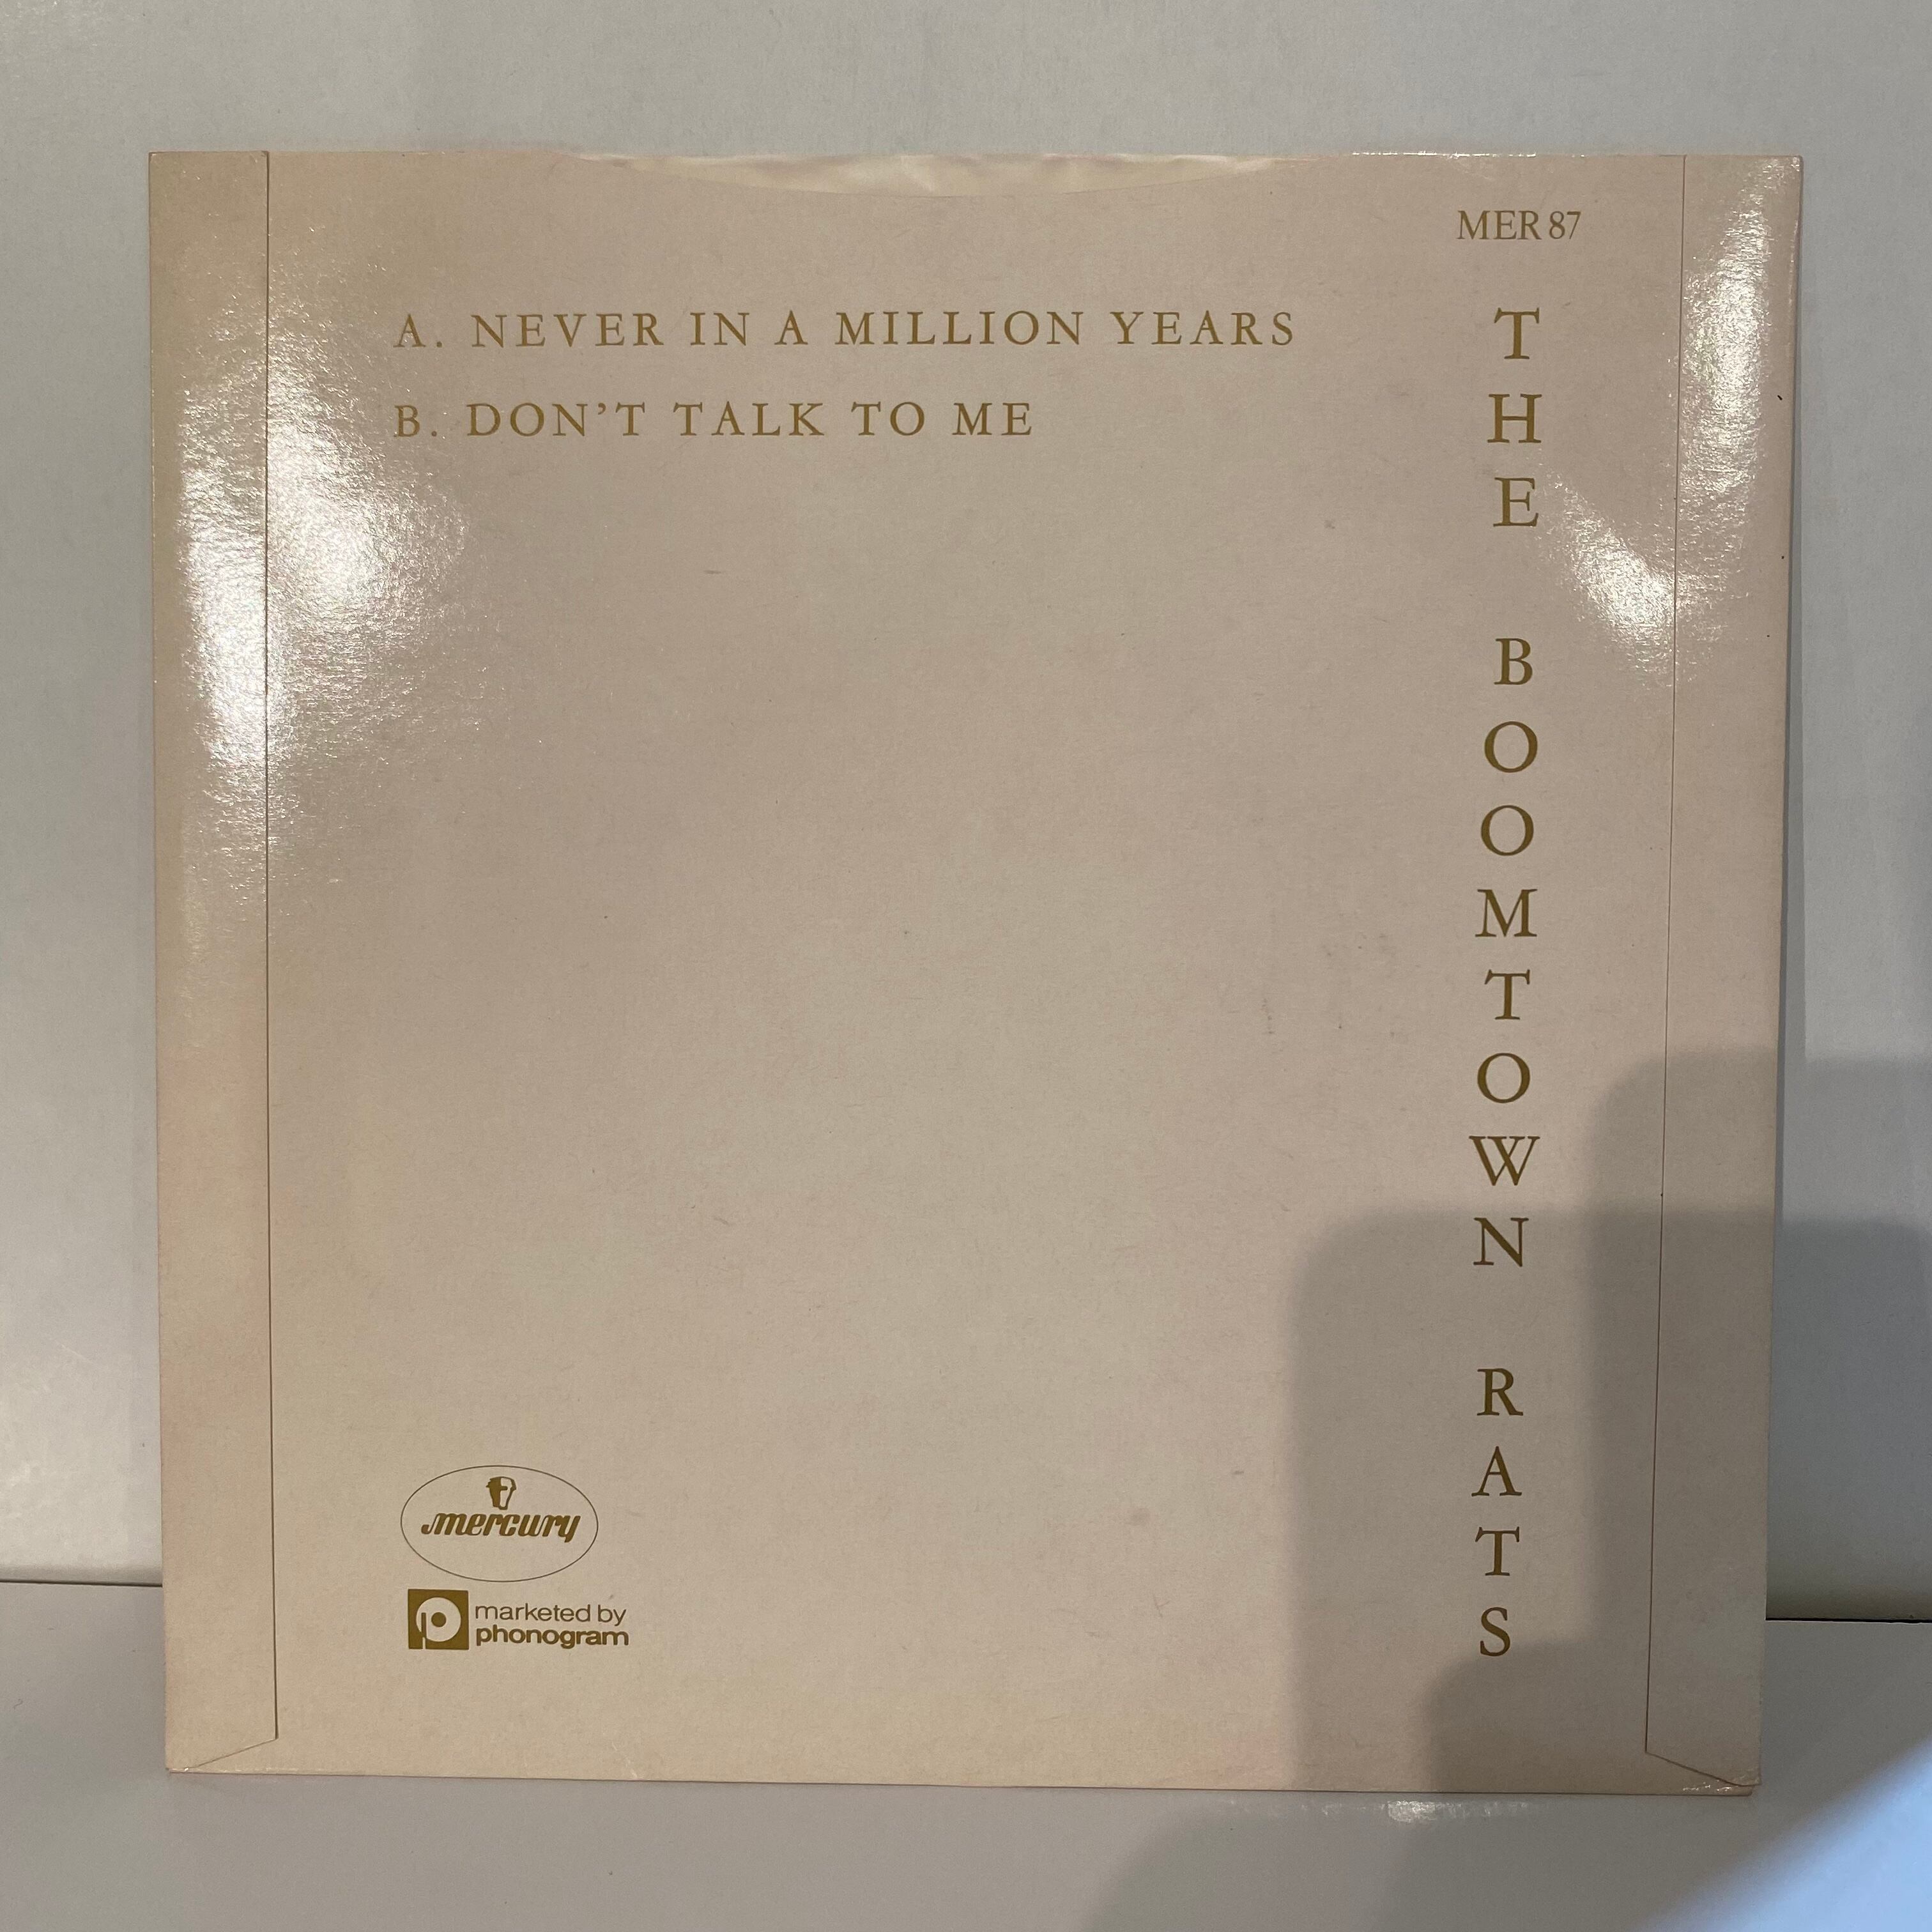 MER 87
A. NEVER IN A MILLION YEARS
B. DON'T TALK TO ME
THE BOOMTOWN RATS
mercury
marketed by
phonogram